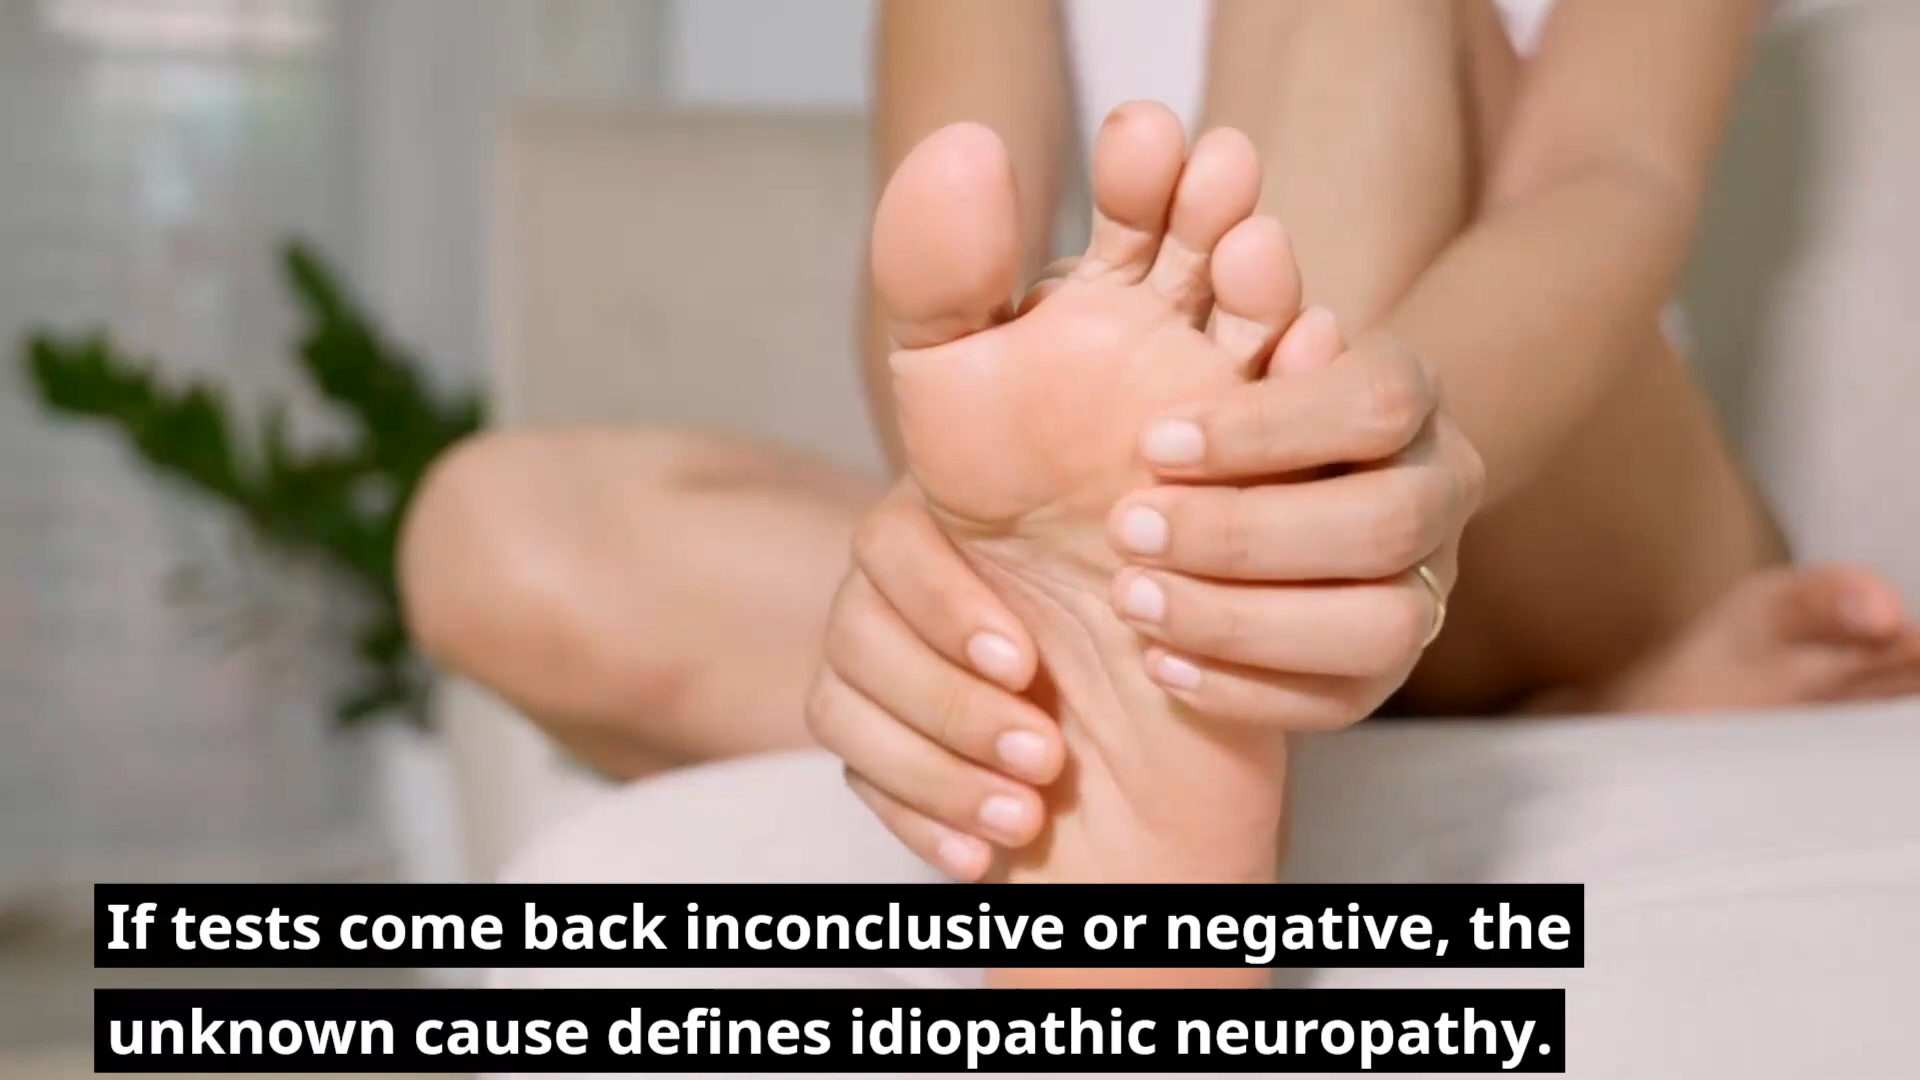 If tests come back inconclusive or negative, the
unknown cause defines idiopathic neuropathy.